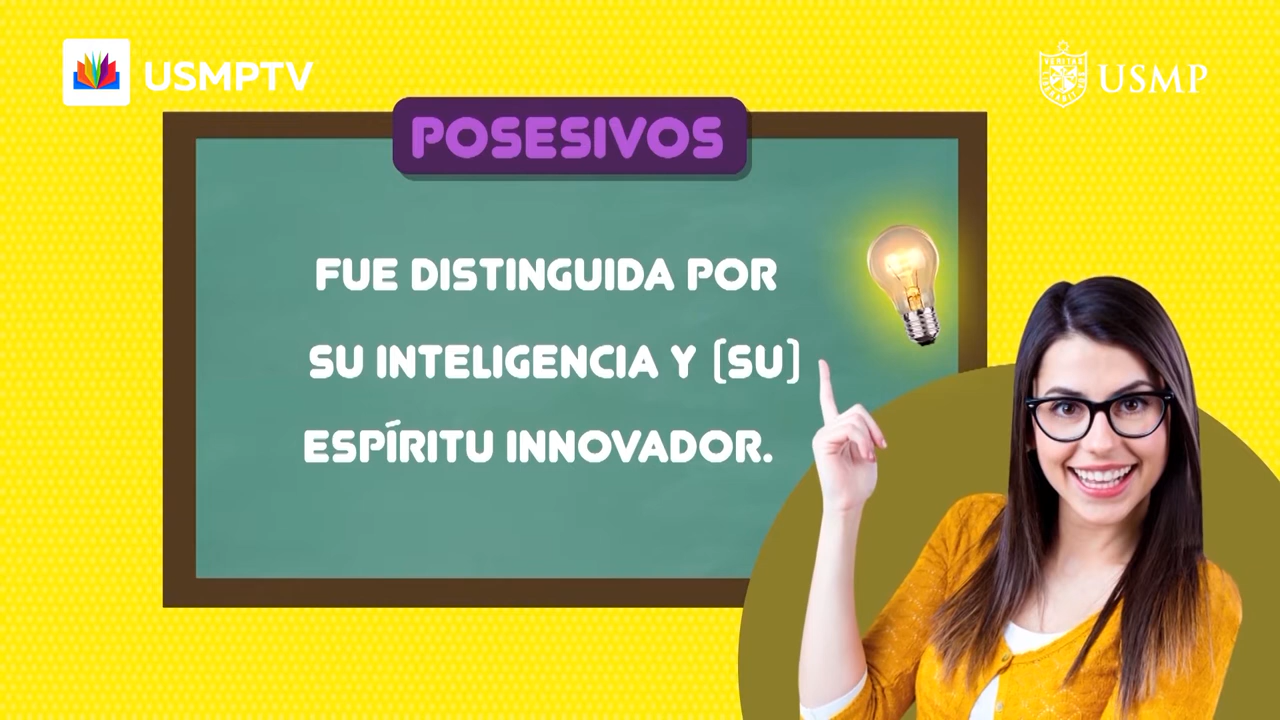 USMPTV
USMP
POSESIVOS
FUE DISTINGUIDA POR
SU INTELIGENCIA Y (SU)
ESPÍRITU INNOVADOR.